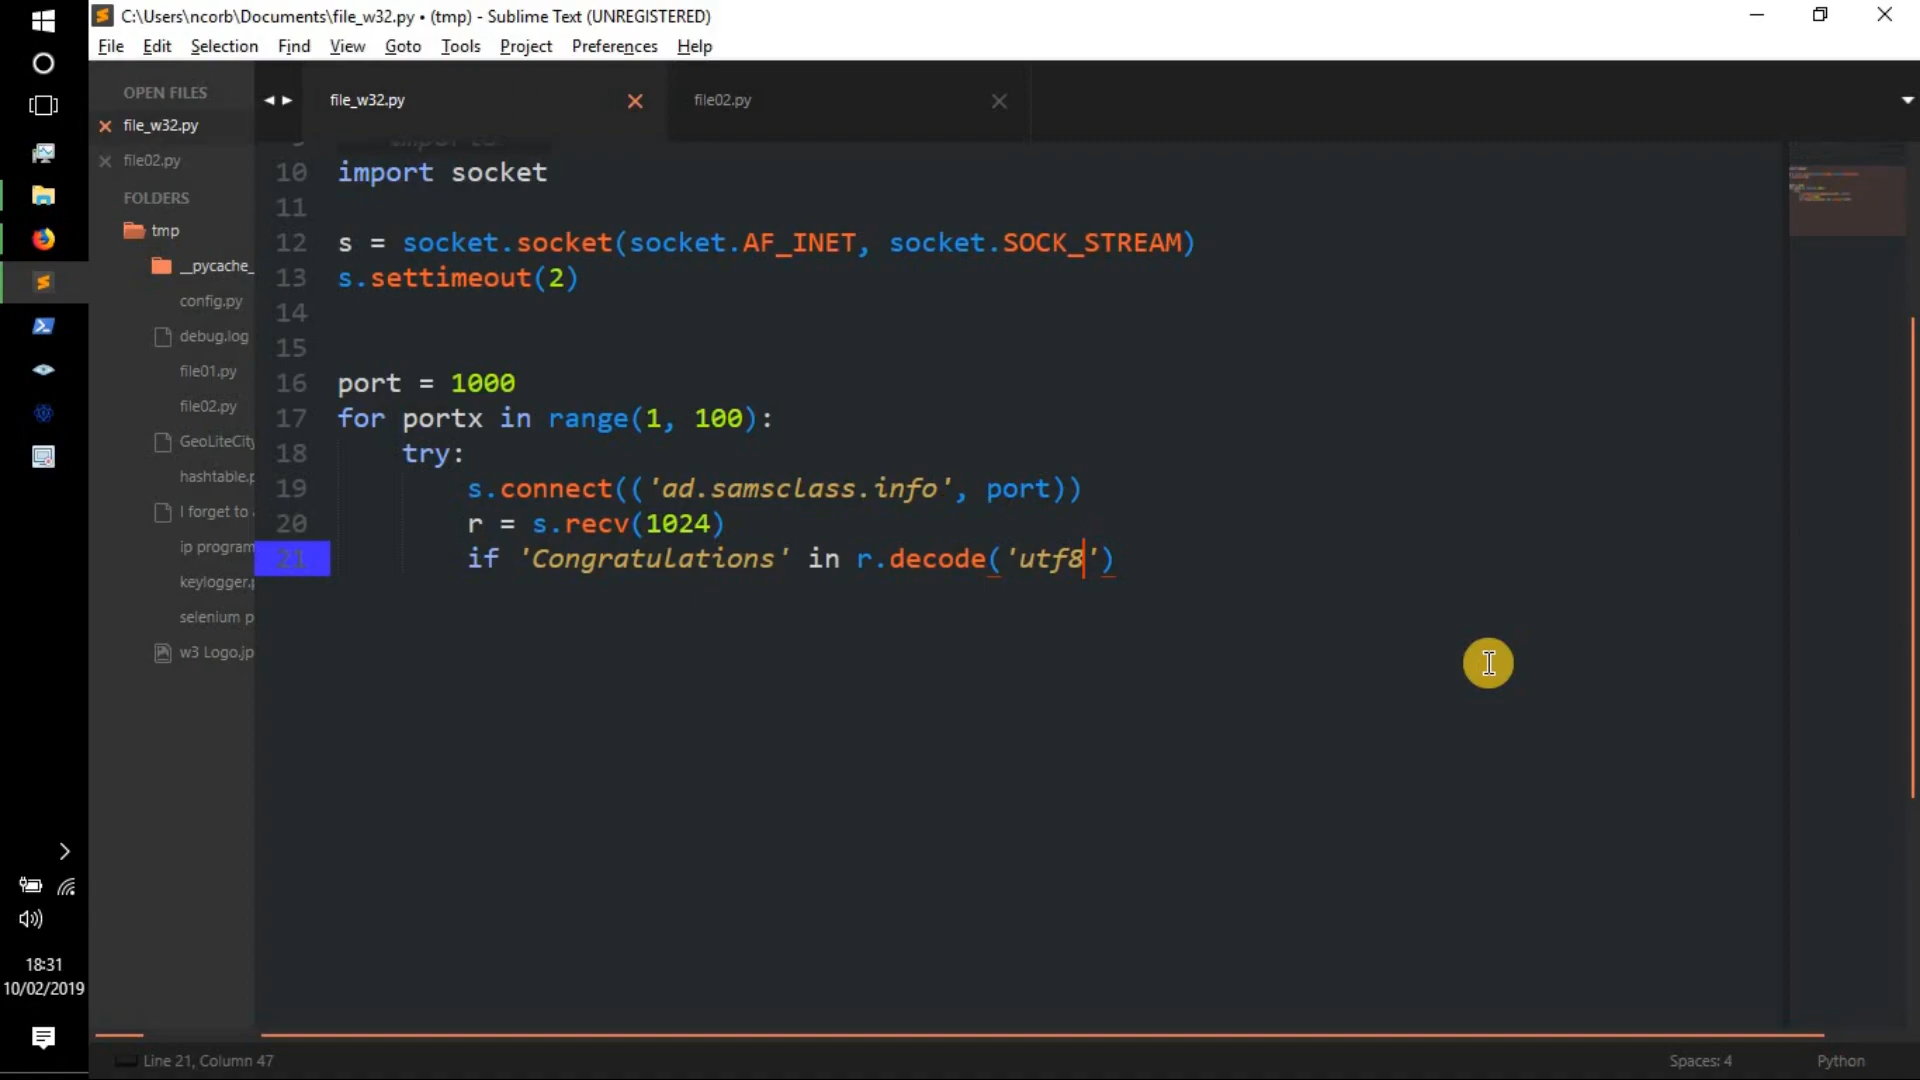 C:\Users\ncorb\Documents\file_w32.py • (tmp) - Sublime Text (UNREGISTERED)
File Edit Selection Find View Goto Tools Project Preferences Help
OPEN FILES
file_w32.py
file02.py
FOLDERS
tmp
__pycache_
config.py
debug.log
file01.py
file02.py
GeoLiteCity
hashtable.p
I forget to
ip program
keylogger.p
selenium p
w3 Logo.jp
file_w32.py
file02.py
10 import socket
11
12 s = socket.socket(socket.AF_INET, socket.SOCK_STREAM)
13 s.settimeout(2)
14
15
16 port = 1000
17 for portx in range(1, 100):
18 try:
19 s.connect(('ad.samsclass.info', port))
20 r = s.recv(1024)
21 if 'Congratulations' in r.decode('utf8')
18:31
10/02/2019
Line 21, Column 47
Spaces: 4
Python